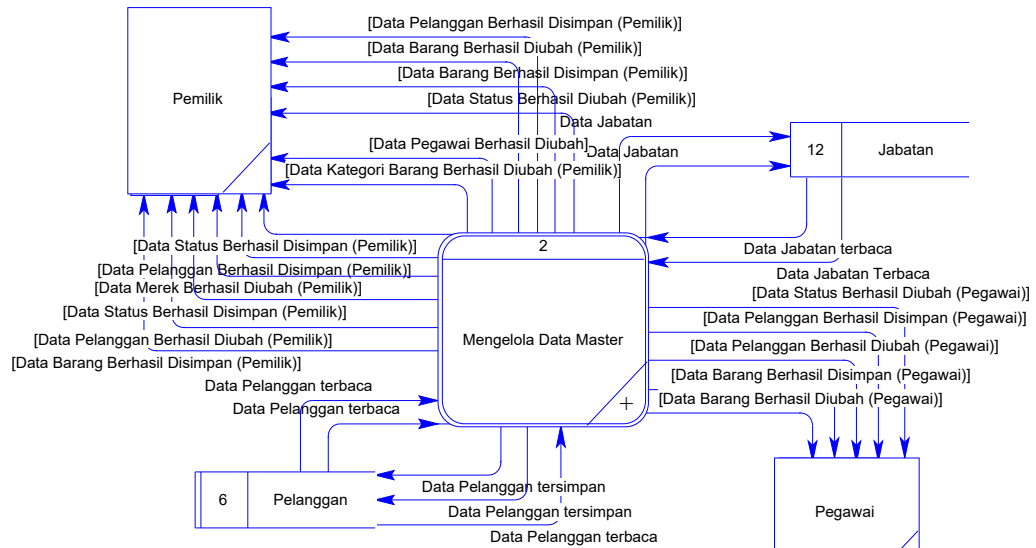 [Data Pelanggan Berhasil Disimpan (Pemilik)]
[Data Barang Berhasil Diubah (Pemilik)]
[Data Barang Berhasil Disimpan (Pemilik)]
Pemilik
[Data Status Berhasil Diubah (Pemilik)]
Data Jabatan
[Data Pegawai Berhasil Diubah]
Data Jabatan
12
Jabatan
[Data Kategori Barang Berhasil Diubah (Pemilik)]
[Data Status Berhasil Disimpan (Pemilik)]
2
Data Jabatan terbaca
[Data Pelanggan Berhasil Disimpan (Pemilik)]
Data Jabatan Terbaca
[Data Merek Berhasil Diubah (Pemilik)]
[Data Status Berhasil Diubah (Pegawai)]
[Data Status Berhasil Disimpan (Pemilik)]
[Data Pelanggan Berhasil Disimpan (Pegawai)]
[Data Pelanggan Berhasil Diubah (Pemilik)]
Mengelola Data Master
[Data Pelanggan Berhasil Diubah (Pegawai)]
[Data Barang Berhasil Disimpan (Pemilik)]
[Data Barang Berhasil Disimpan (Pegawai)]
Data Pelanggan terbaca
[Data Barang Berhasil Diubah (Pegawai)]
Data Pelanggan terbaca
+
6
Pelanggan
Data Pelanggan tersimpan
Data Pelanggan tersimpan
Pegawai
Data Pelanggan terbaca